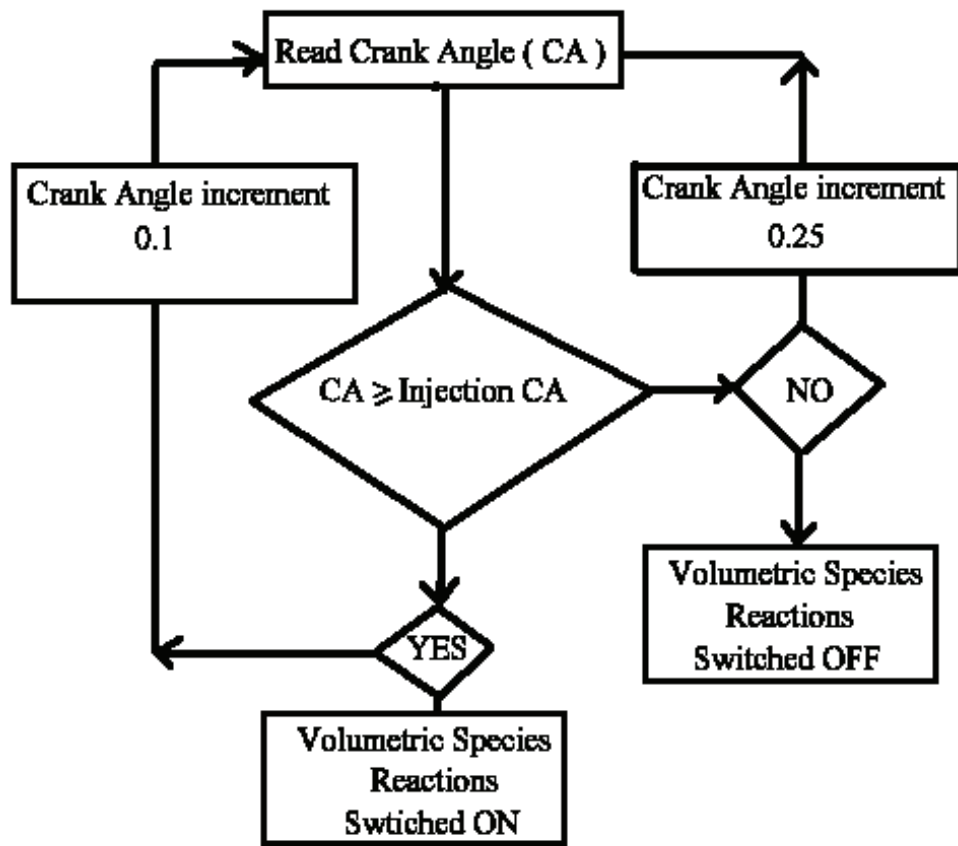 Read Crank Angle ( CA )
Crank Angle increment
0.1
Crank Angle increment
0.25
CA ⩾ Injection CA
NO
Volumetric Species
Reactions
Switched OFF
YES
Volumetric Species
Reactions
Swtiched ON